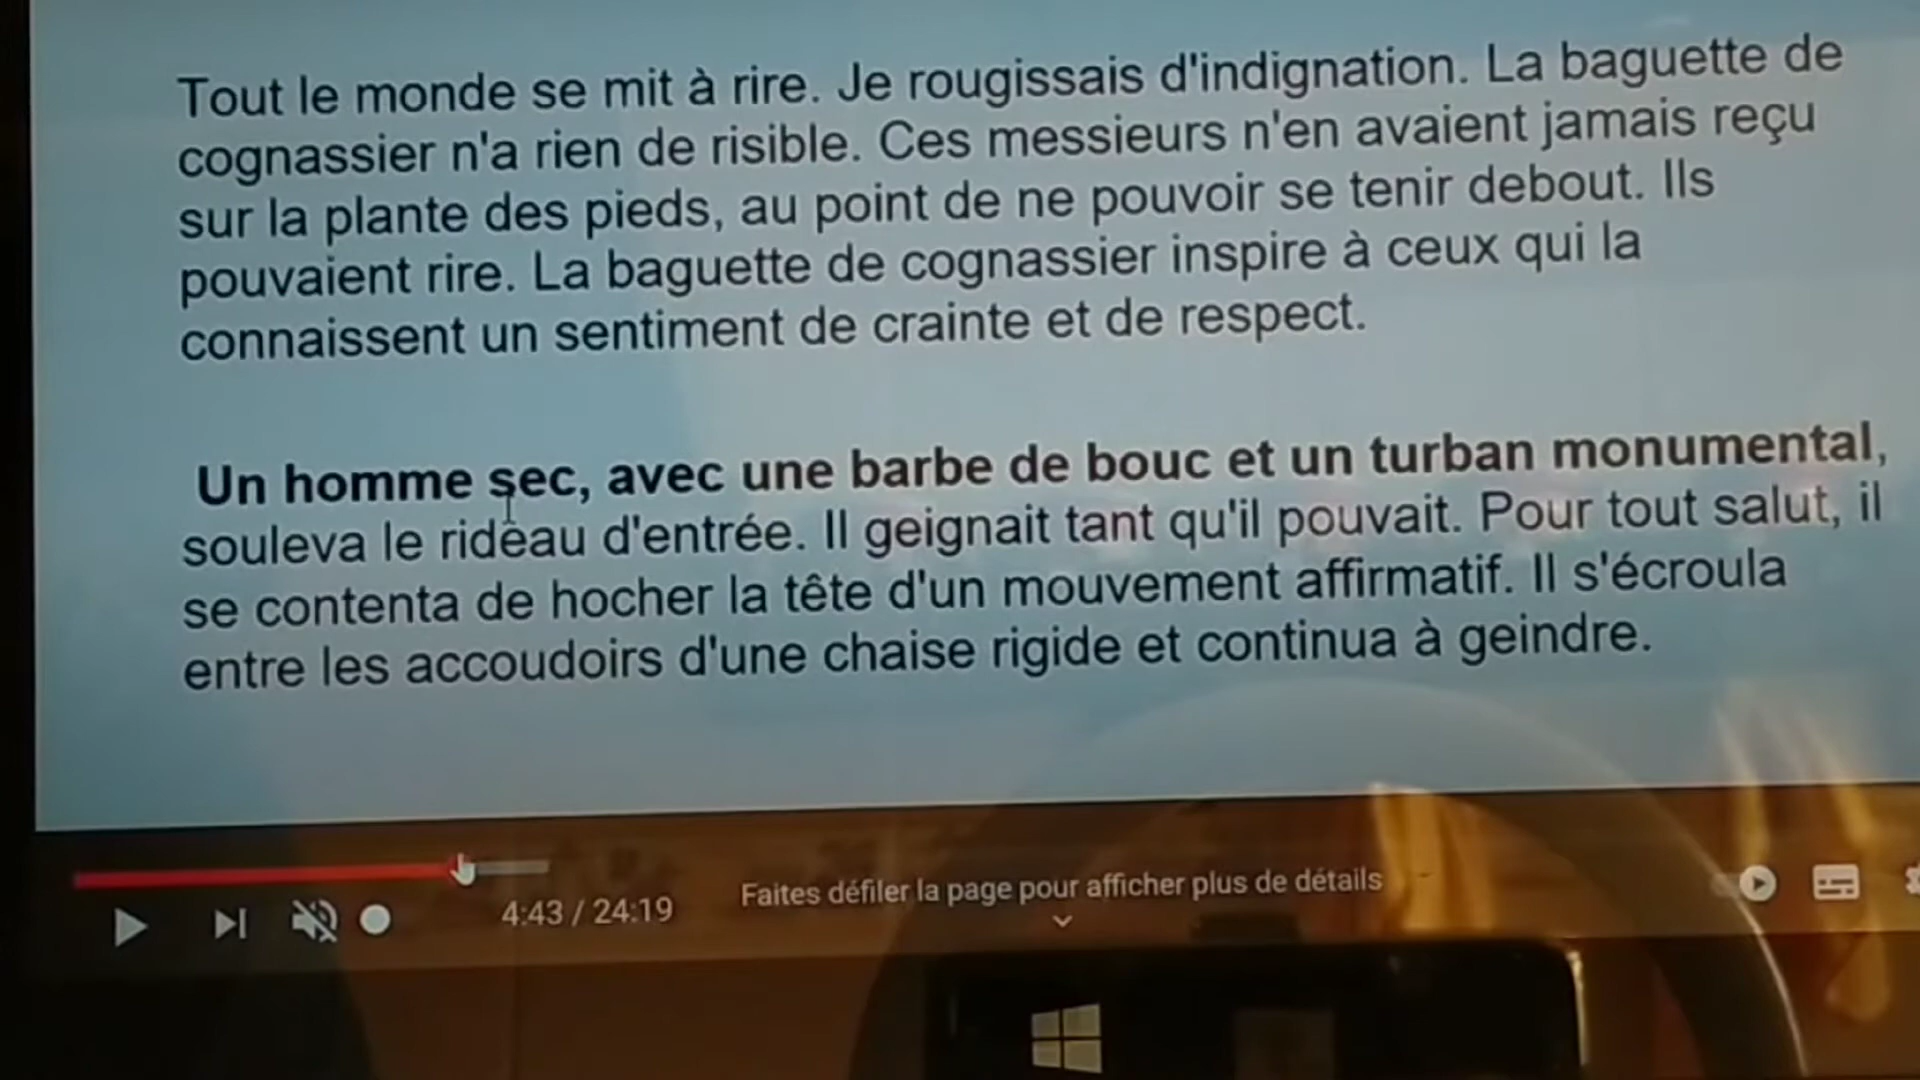 Tout le monde se mit à rire. Je rougissais d'indignation. La baguette de
cognassier n'a rien de risible. Ces messieurs n'en avaient jamais reçu
sur la plante des pieds, au point de ne pouvoir se tenir debout. Ils
pouvaient rire. La baguette de cognassier inspire à ceux qui la
connaissent un sentiment de crainte et de respect.
Un homme sec, avec une barbe de bouc et un turban monumental,
souleva le rideau d'entrée. Il geignait tant qu'il pouvait. Pour tout salut, il
se contenta de hocher la tête d'un mouvement affirmatif. Il s'écroula
entre les accoudoirs d'une chaise rigide et continua à geindre.
4:43 / 24:19
Faites défiler la page pour afficher plus de détails